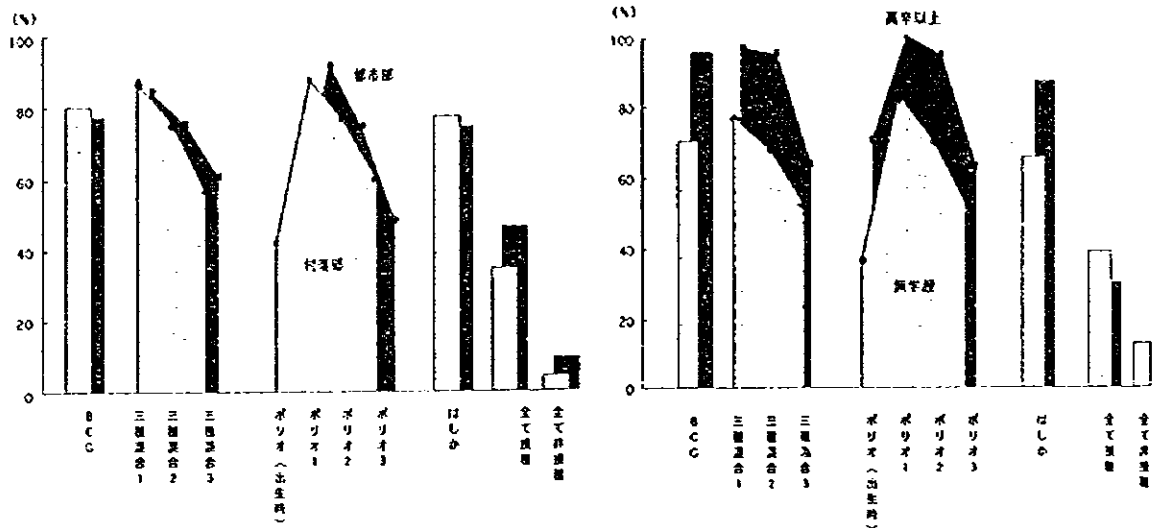 (%)
100
80
60
40
20
0
都市部
村落部
BCG
三種混合1
三種混合2
三種混合3
ポリオ(出生時)
ポリオ1
ポリオ2
ポリオ3
はしか
全て接種
全て非接種
(%)
高卒以上
100
80
60
40
20
0
無学歴
BCG
三種混合1
三種混合2
三種混合3
ポリオ(出生時)
ポリオ1
ポリオ2
ポリオ3
はしか
全て接種
全て非接種